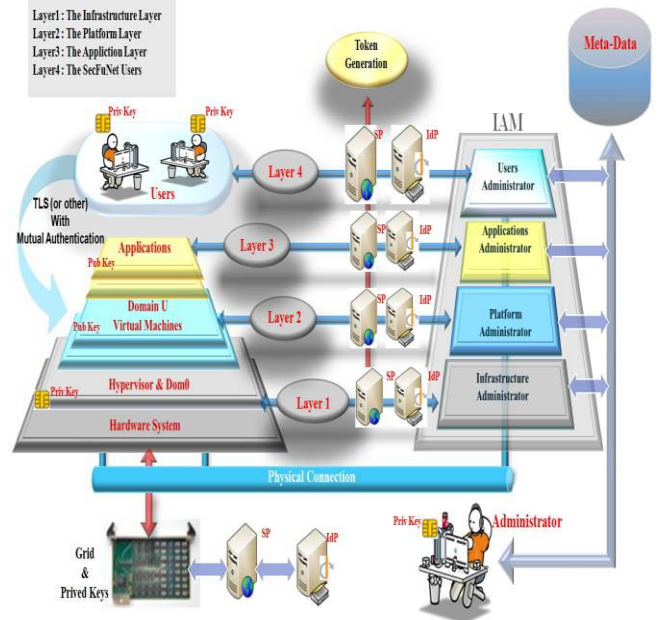 Layer1 : The Infrastructure Layer
Layer2 : The Platform Layer
Layer3 : The Appliction Layer
Layer4 : The SecFuNet Users
Token
Generation
Meta-Data
Priv Key
Priv Key
Users
Layer 4
SP
IdP
IAM
Users
Administrator
TLS (or other)
With
Mutual Authentication
Applications
Pub Key
Layer 3
SP
IdP
Applications
Administrator
Domain U
Virtual Machines
Pub Key
Layer 2
SP
IdP
Platform
Administrator
Hypervisor & Dom0
Priv Key
Layer 1
SP
IdP
Infrastructure
Administrator
Hardware System
Physical Connection
Grid
&
Prived Keys
SP
IdP
Priv Key
Administrator